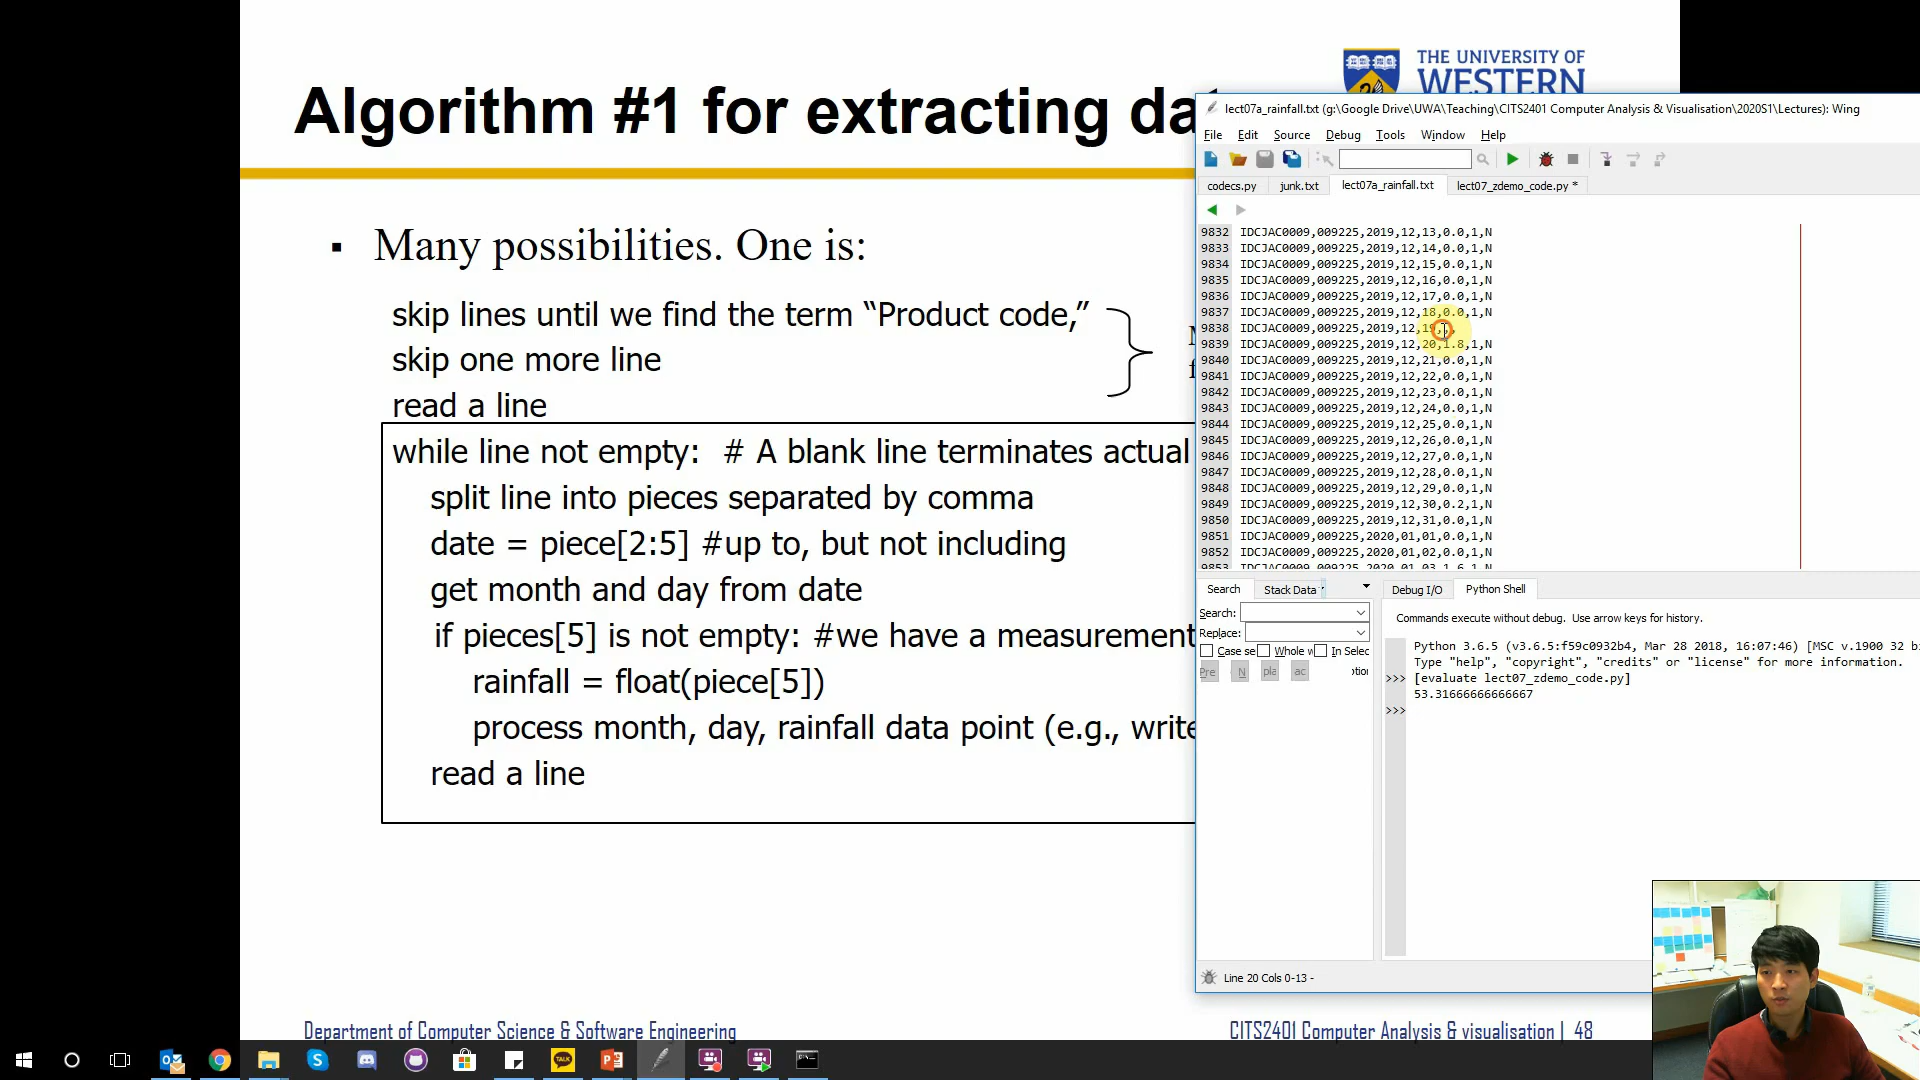 THE UNIVERSITY OF
WESTERN
Algorithm #1 for extracting da
▪ Many possibilities. One is:
skip lines until we find the term “Product code,”
skip one more line
read a line
while line not empty:  # A blank line terminates actual
split line into pieces separated by comma
date = piece[2:5] #up to, but not including
get month and day from date
if pieces[5] is not empty: #we have a measurement
rainfall = float(piece[5])
process month, day, rainfall data point (e.g., write
read a line
Department of Computer Science & Software Engineering
CITS2401 Computer Analysis & visualisation | 48
lect07a_rainfall.txt (g:\Google Drive\UWA\Teaching\CITS2401 Computer Analysis & Visualisation\2020S1\Lectures): Wing
File Edit Source Debug Tools Window Help
codecs.py junk.txt lect07a_rainfall.txt lect07_zdemo_code.py *
9832 IDCJAC0009,009225,2019,12,13,0.0,1,N
9833 IDCJAC0009,009225,2019,12,14,0.0,1,N
9834 IDCJAC0009,009225,2019,12,15,0.0,1,N
9835 IDCJAC0009,009225,2019,12,16,0.0,1,N
9836 IDCJAC0009,009225,2019,12,17,0.0,1,N
9837 IDCJAC0009,009225,2019,12,18,0.0,1,N
9838 IDCJAC0009,009225,2019,12,19,,,
9839 IDCJAC0009,009225,2019,12,20,1.8,1,N
9840 IDCJAC0009,009225,2019,12,21,0.0,1,N
9841 IDCJAC0009,009225,2019,12,22,0.0,1,N
9842 IDCJAC0009,009225,2019,12,23,0.0,1,N
9843 IDCJAC0009,009225,2019,12,24,0.0,1,N
9844 IDCJAC0009,009225,2019,12,25,0.0,1,N
9845 IDCJAC0009,009225,2019,12,26,0.0,1,N
9846 IDCJAC0009,009225,2019,12,27,0.0,1,N
9847 IDCJAC0009,009225,2019,12,28,0.0,1,N
9848 IDCJAC0009,009225,2019,12,29,0.0,1,N
9849 IDCJAC0009,009225,2019,12,30,0.2,1,N
9850 IDCJAC0009,009225,2019,12,31,0.0,1,N
9851 IDCJAC0009,009225,2020,01,01,0.0,1,N
9852 IDCJAC0009,009225,2020,01,02,0.0,1,N
9853 IDCJAC0009,009225,2020,01,03,1.6,1,N
Search Stack Data
Search:
Replace:
Case se Whole w In Selec
Pre N pla ac otion
Debug I/O Python Shell
Commands execute without debug.  Use arrow keys for history.
Python 3.6.5 (v3.6.5:f59c0932b4, Mar 28 2018, 16:07:46) [MSC v.1900 32 bi
Type "help", "copyright", "credits" or "license" for more information.
>>> [evaluate lect07_zdemo_code.py]
53.31666666666667
>>>
Line 20 Cols 0-13 -
TALK